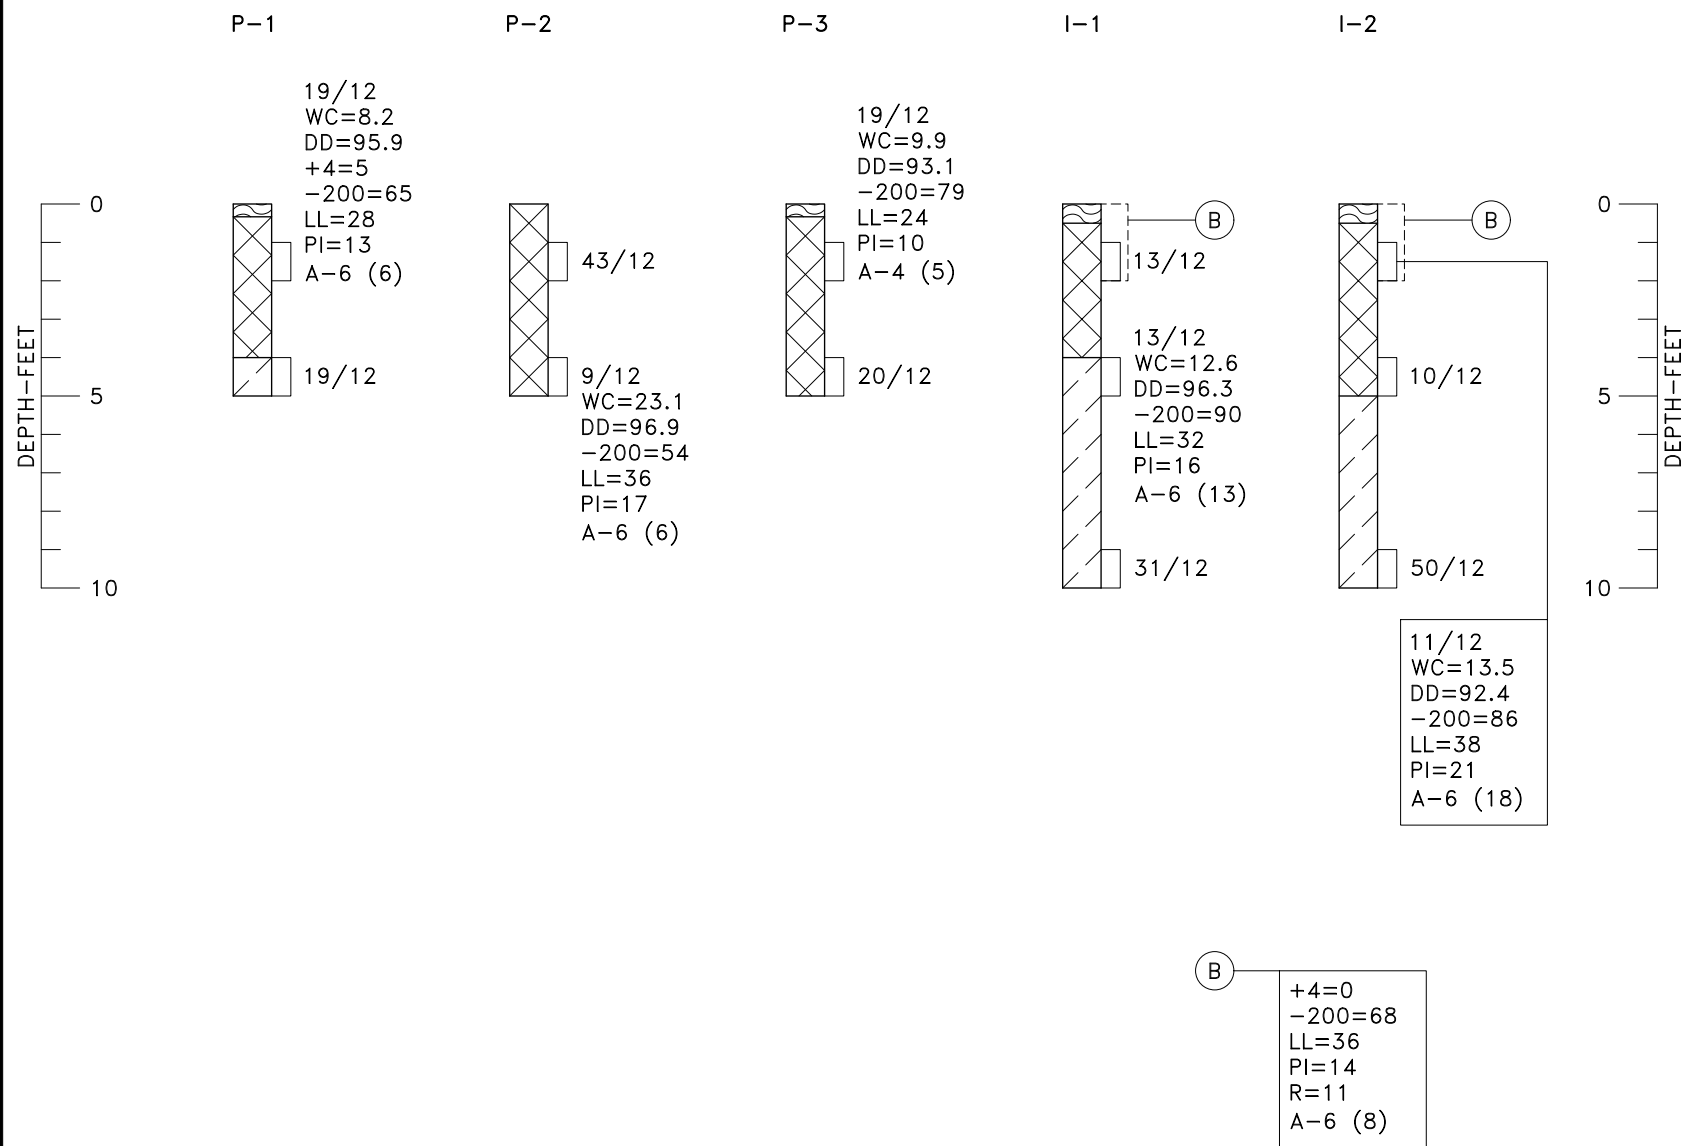 P-1
P-2
P-3
I-1
I-2
19/12
WC=8.2
DD=95.9
+4=5
-200=65
LL=28
PI=13
A-6 (6)
19/12
43/12
9/12
WC=23.1
DD=96.9
-200=54
LL=36
PI=17
A-6 (6)
19/12
WC=9.9
DD=93.1
-200=79
LL=24
PI=10
A-4 (5)
20/12
B
13/12
13/12
WC=12.6
DD=96.3
-200=90
LL=32
PI=16
A-6 (13)
31/12
B
10/12
50/12
11/12
WC=13.5
DD=92.4
-200=86
LL=38
PI=21
A-6 (18)
0
5
10
DEPTH-FEET
0
5
10
DEPTH-FEET
B
+4=0
-200=68
LL=36
PI=14
R=11
A-6 (8)